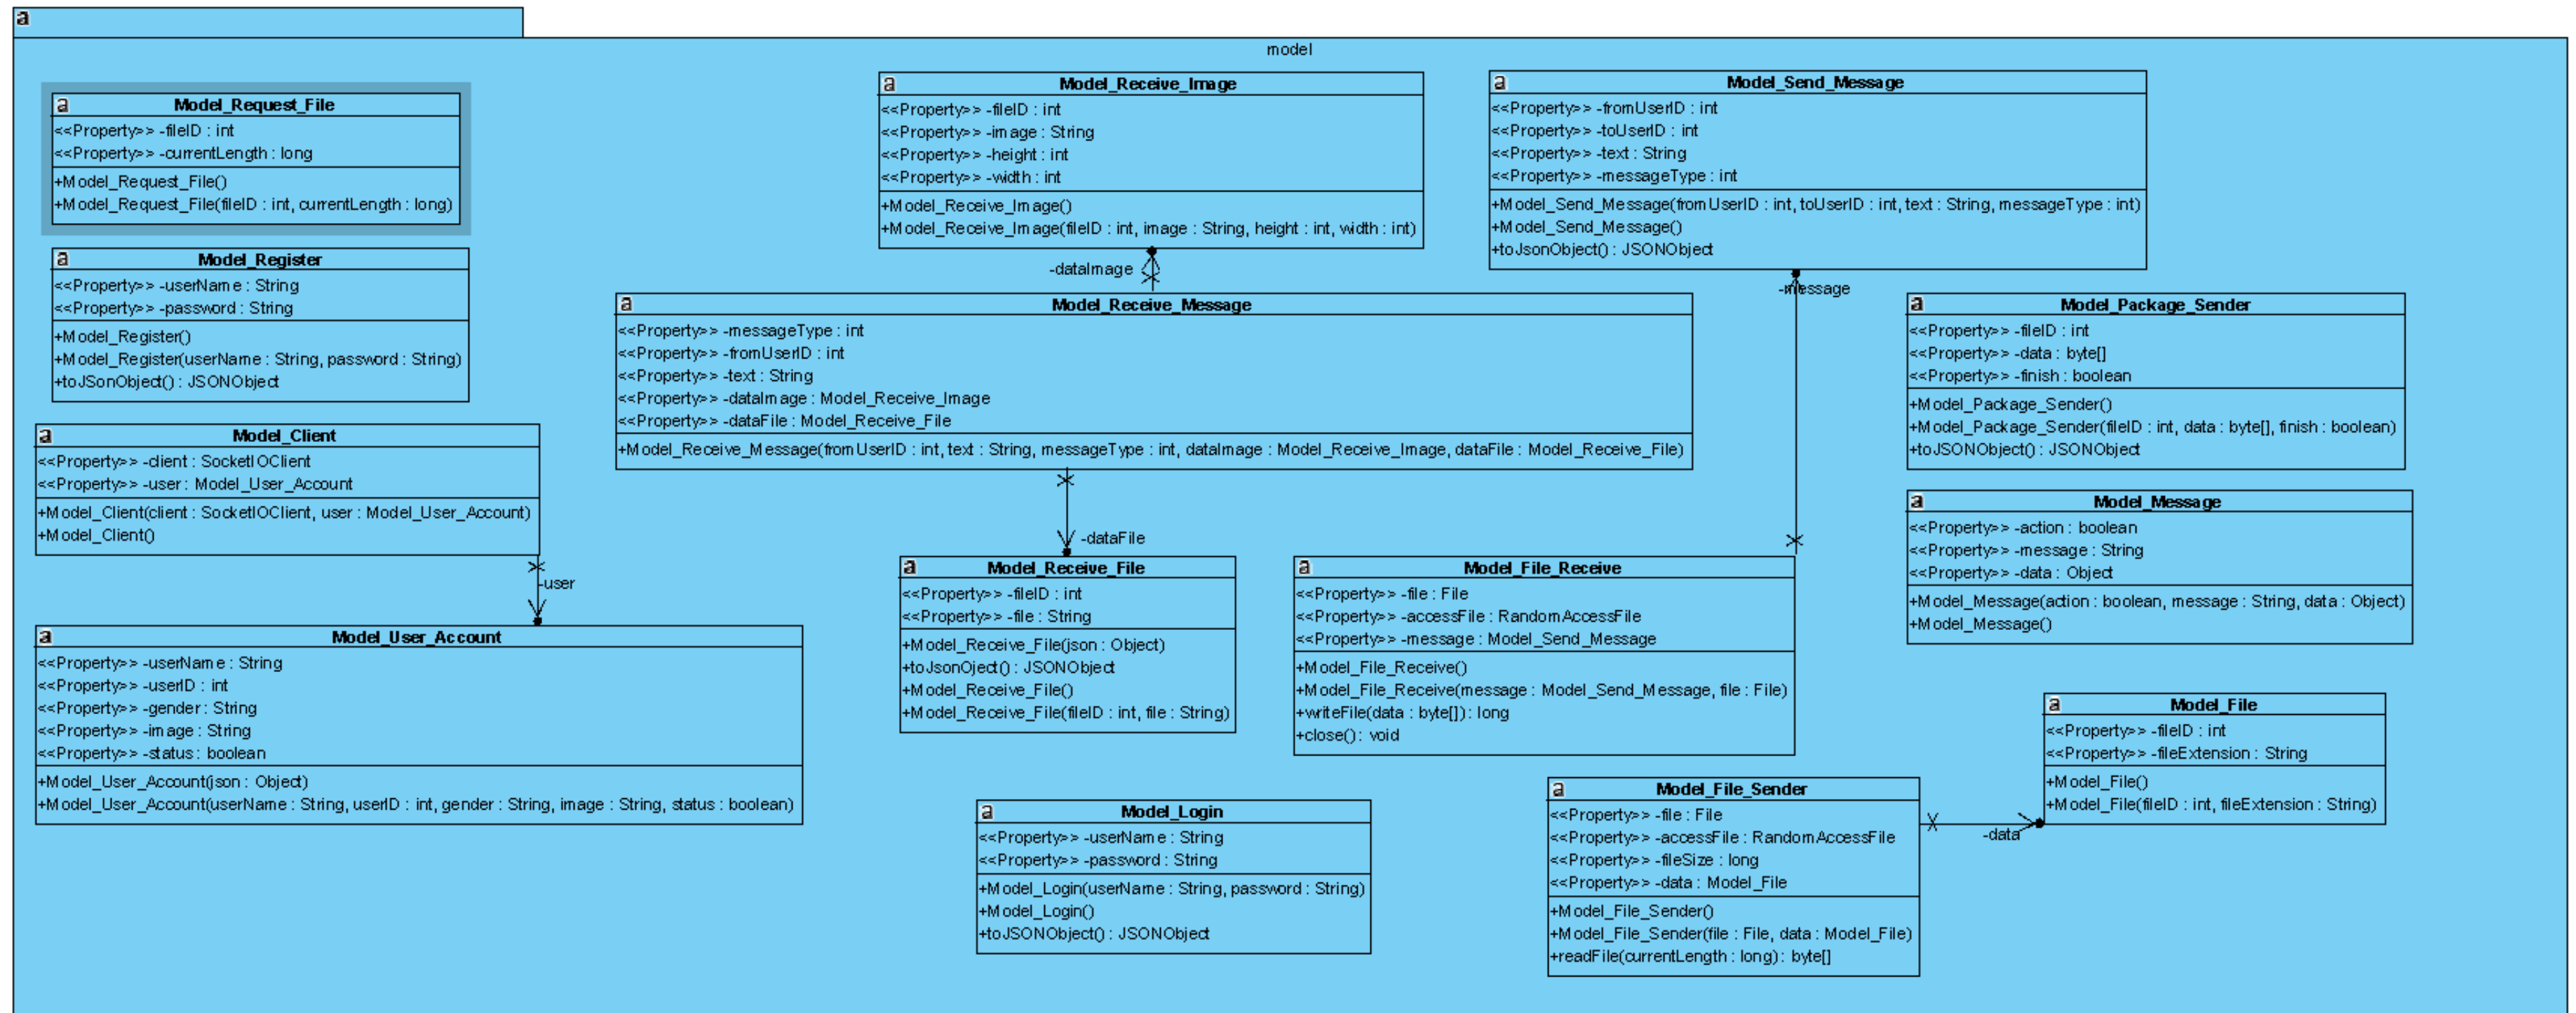 a
model
a
Model_Request_File
<<Property>> -fileID : int
<<Property>> -currentLength : long
+Model_Request_File()
+Model_Request_File(fileID : int, currentLength : long)
a
Model_Register
<<Property>> -userName : String
<<Property>> -password : String
+Model_Register()
+Model_Register(userName : String, password : String)
+toJSonObject() : JSONObject
a
Model_Client
<<Property>> -client : SocketIOClient
<<Property>> -user : Model_User_Account
+Model_Client(client : SocketIOClient, user : Model_User_Account)
+Model_Client()
-user
a
Model_User_Account
<<Property>> -userName : String
<<Property>> -userID : int
<<Property>> -gender : String
<<Property>> -image : String
<<Property>> -status : boolean
+Model_User_Account(json : Object)
+Model_User_Account(userName : String, userID : int, gender : String, image : String, status : boolean)
a
Model_Receive_Image
<<Property>> -fileID : int
<<Property>> -image : String
<<Property>> -height : int
<<Property>> -width : int
+Model_Receive_Image()
+Model_Receive_Image(fileID : int, image : String, height : int, width : int)
-dataImage
a
Model_Receive_Message
<<Property>> -messageType : int
<<Property>> -fromUserID : int
<<Property>> -text : String
<<Property>> -dataImage : Model_Receive_Image
<<Property>> -dataFile : Model_Receive_File
+Model_Receive_Message(fromUserID : int, text : String, messageType : int, dataImage : Model_Receive_Image, dataFile : Model_Receive_File)
-dataFile
a
Model_Receive_File
<<Property>> -fileID : int
<<Property>> -file : String
+Model_Receive_File(json : Object)
+toJsonOject() : JSONObject
+Model_Receive_File()
+Model_Receive_File(fileID : int, file : String)
a
Model_Login
<<Property>> -userName : String
<<Property>> -password : String
+Model_Login(userName : String, password : String)
+Model_Login()
+toJSONObject() : JSONObject
a
Model_Send_Message
<<Property>> -fromUserID : int
<<Property>> -toUserID : int
<<Property>> -text : String
<<Property>> -messageType : int
+Model_Send_Message(fromUserID : int, toUserID : int, text : String, messageType : int)
+Model_Send_Message()
+toJsonObject() : JSONObject
-message
a
Model_File_Receive
<<Property>> -file : File
<<Property>> -accessFile : RandomAccessFile
<<Property>> -message : Model_Send_Message
+Model_File_Receive()
+Model_File_Receive(message : Model_Send_Message, file : File)
+writeFile(data : byte[]) : long
+close() : void
a
Model_Package_Sender
<<Property>> -fileID : int
<<Property>> -data : byte[]
<<Property>> -finish : boolean
+Model_Package_Sender()
+Model_Package_Sender(fileID : int, data : byte[], finish : boolean)
+toJSONObject() : JSONObject
a
Model_Message
<<Property>> -action : boolean
<<Property>> -message : String
<<Property>> -data : Object
+Model_Message(action : boolean, message : String, data : Object)
+Model_Message()
a
Model_File_Sender
<<Property>> -file : File
<<Property>> -accessFile : RandomAccessFile
<<Property>> -fileSize : long
<<Property>> -data : Model_File
+Model_File_Sender()
+Model_File_Sender(file : File, data : Model_File)
+readFile(currentLength : long) : byte[]
-data
a
Model_File
<<Property>> -fileID : int
<<Property>> -fileExtension : String
+Model_File()
+Model_File(fileID : int, fileExtension : String)